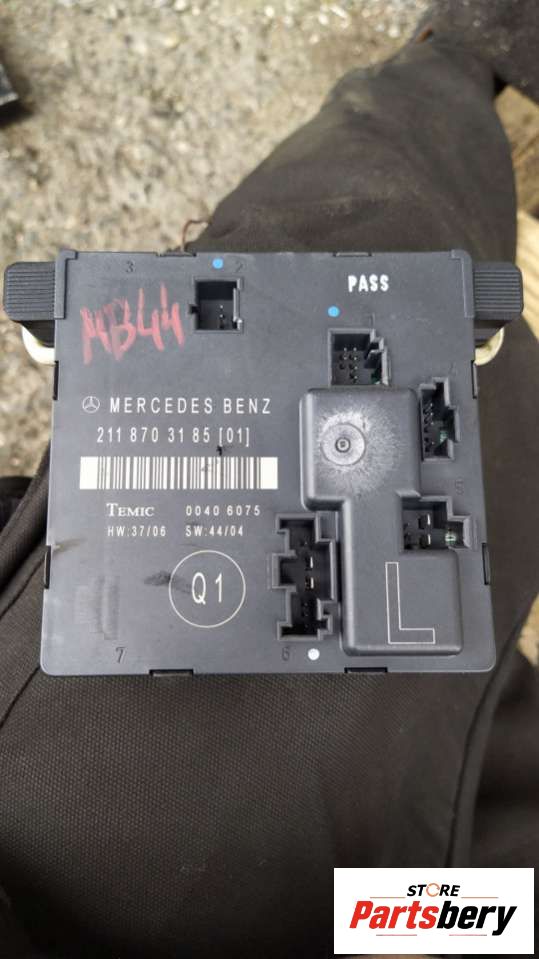 3
2
PASS
MB44
MERCEDES BENZ
211 870 31 85 [01]
TEMIC 0040 6075
HW:37/06 SW:44/04
Q1
L
7
6
STORE
Partsbery